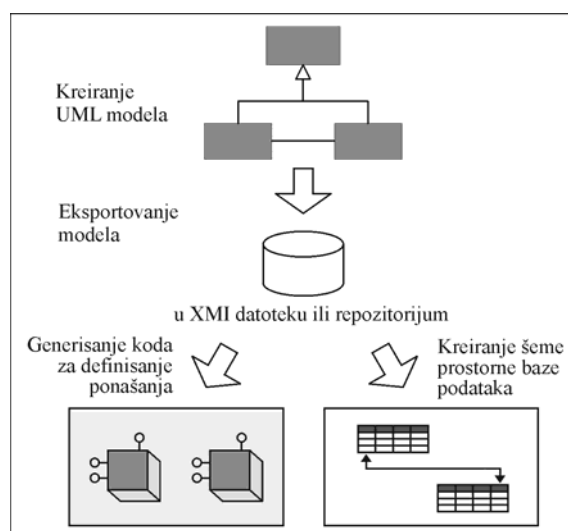 Kreiranje
UML modela
Eksportovanje
modela
u XMI datoteku ili repozitorijum
Generisanje koda
za definisanje
ponašanja
Kreiranje šeme
prostorne baze
podataka